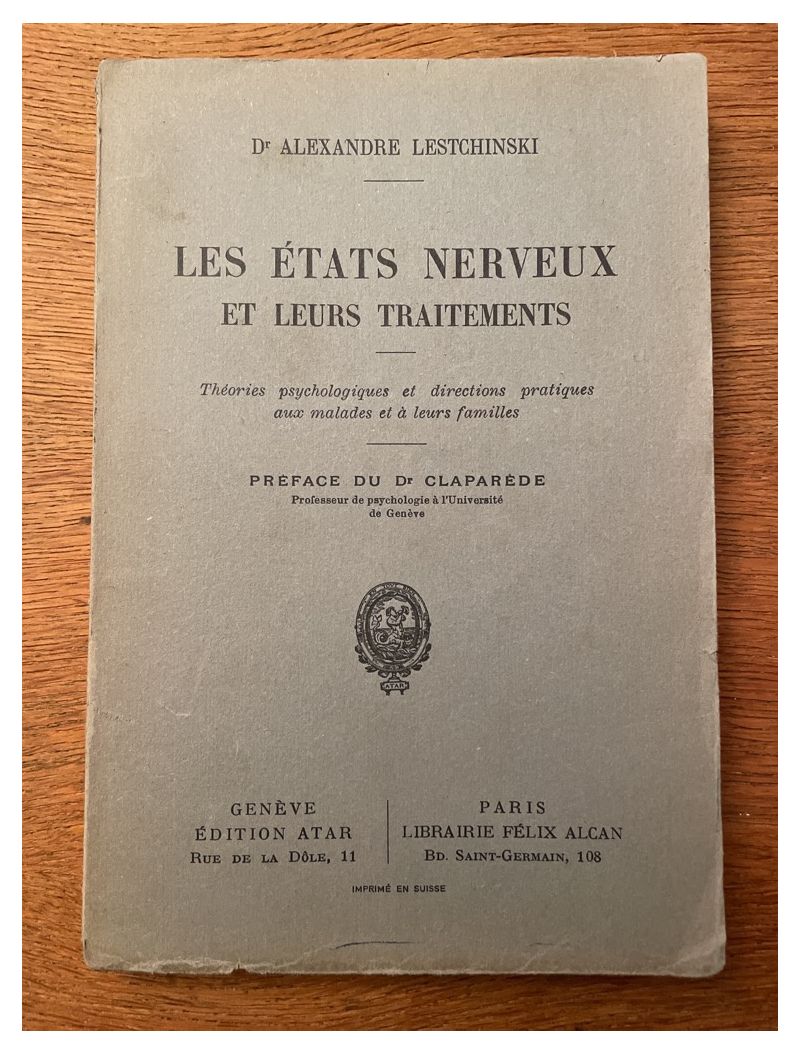 Dr ALEXANDRE LESTCHINSKI
LES ÉTATS NERVEUX
ET LEURS TRAITEMENTS
Théories psychologiques et directions pratiques
aux malades et à leurs familles
PRÉFACE DU Dr CLAPARÈDE
Professeur de psychologie à l'Université
de Genève
ATAR
GENÈVE
ÉDITION ATAR
RUE DE LA DÔLE, 11
PARIS
LIBRAIRIE FÉLIX ALCAN
BD. SAINT-GERMAIN, 108
IMPRIMÉ EN SUISSE